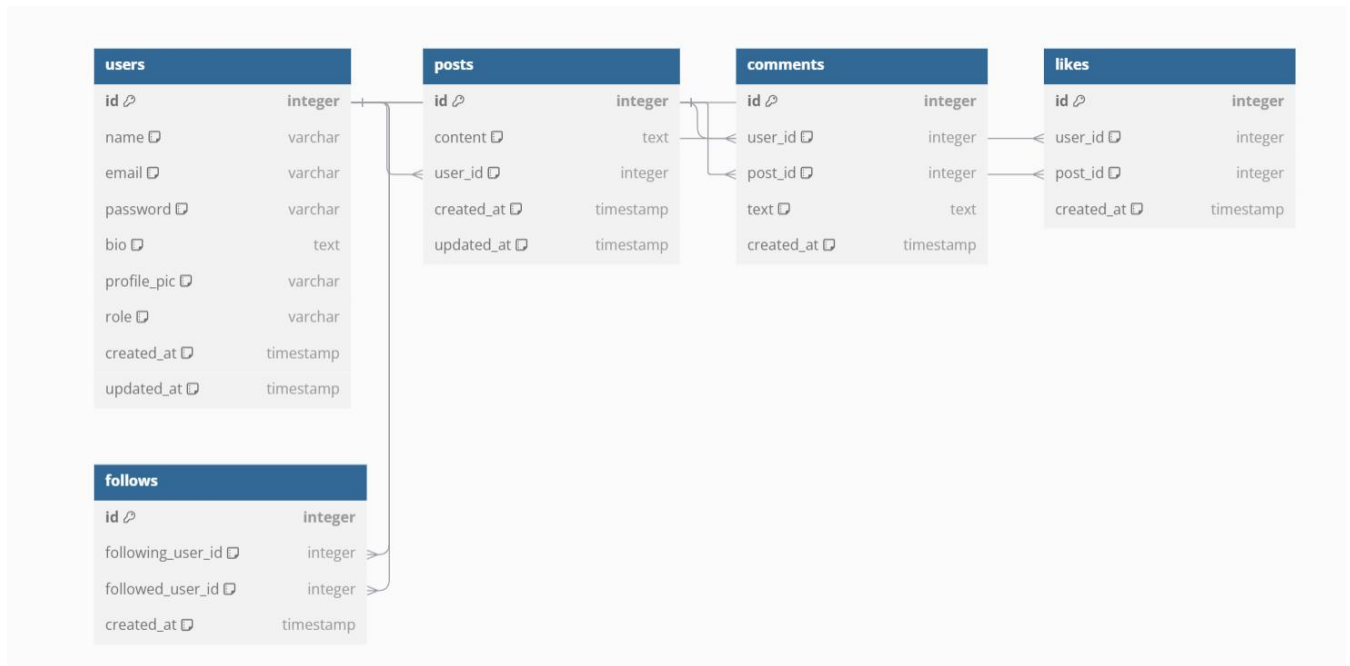 users
id integer
name varchar
email varchar
password varchar
bio text
profile_pic varchar
role varchar
created_at timestamp
updated_at timestamp
posts
id integer
content text
user_id integer
created_at timestamp
updated_at timestamp
comments
id integer
user_id integer
post_id integer
text text
created_at timestamp
likes
id integer
user_id integer
post_id integer
created_at timestamp
follows
id integer
following_user_id integer
followed_user_id integer
created_at timestamp